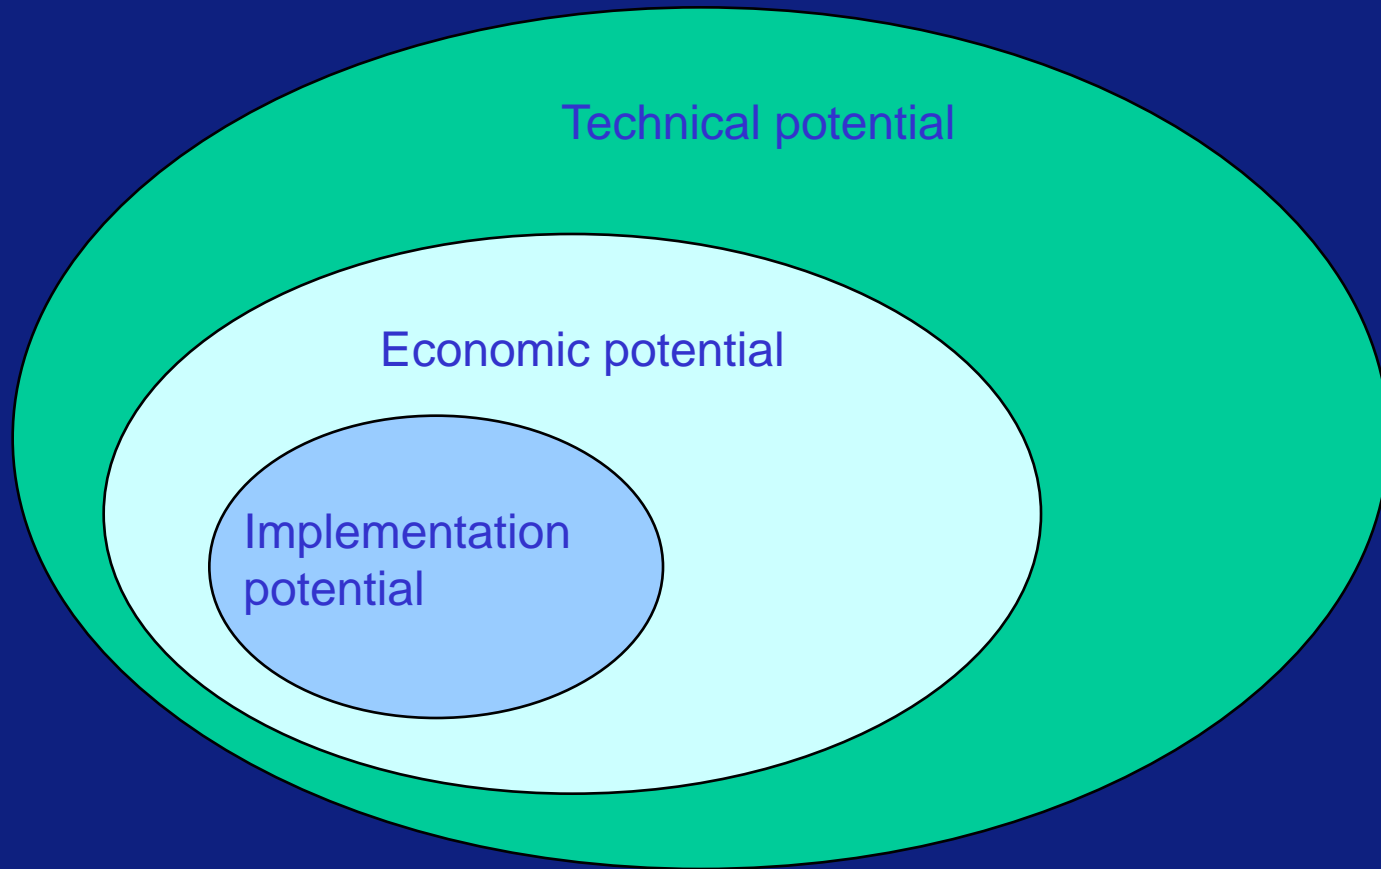 Technical potential
Economic potential
Implementation
potential